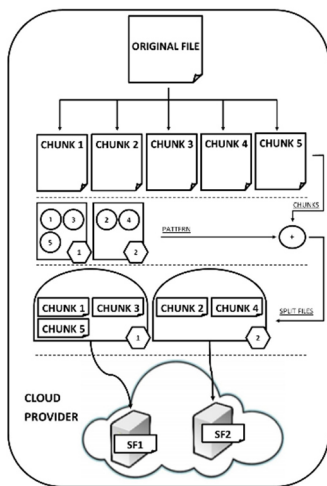 ORIGINAL FILE
CHUNK 1 CHUNK 2 CHUNK 3 CHUNK 4 CHUNK 5
CHUNKS
1 3 2 4
PATTERN
+
5
1 2
SPLIT FILES
CHUNK 1 CHUNK 3 CHUNK 2 CHUNK 4
CHUNK 5
1 2
CLOUD
PROVIDER
SF1 SF2